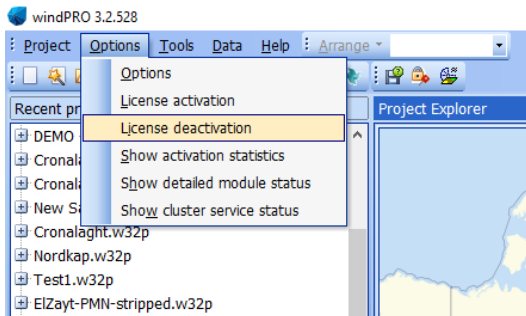 windPRO 3.2.528
Project Options Tools Data Help Arrange
Options
License activation
License deactivation
Show activation statistics
Show detailed module status
Show cluster service status
Recent pr
Project Explorer
DEMO
Cronala
Cronala
New Sa
Cronalaght.w32p
Nordkap.w32p
Test1.w32p
ElZayt-PMN-stripped.w32p